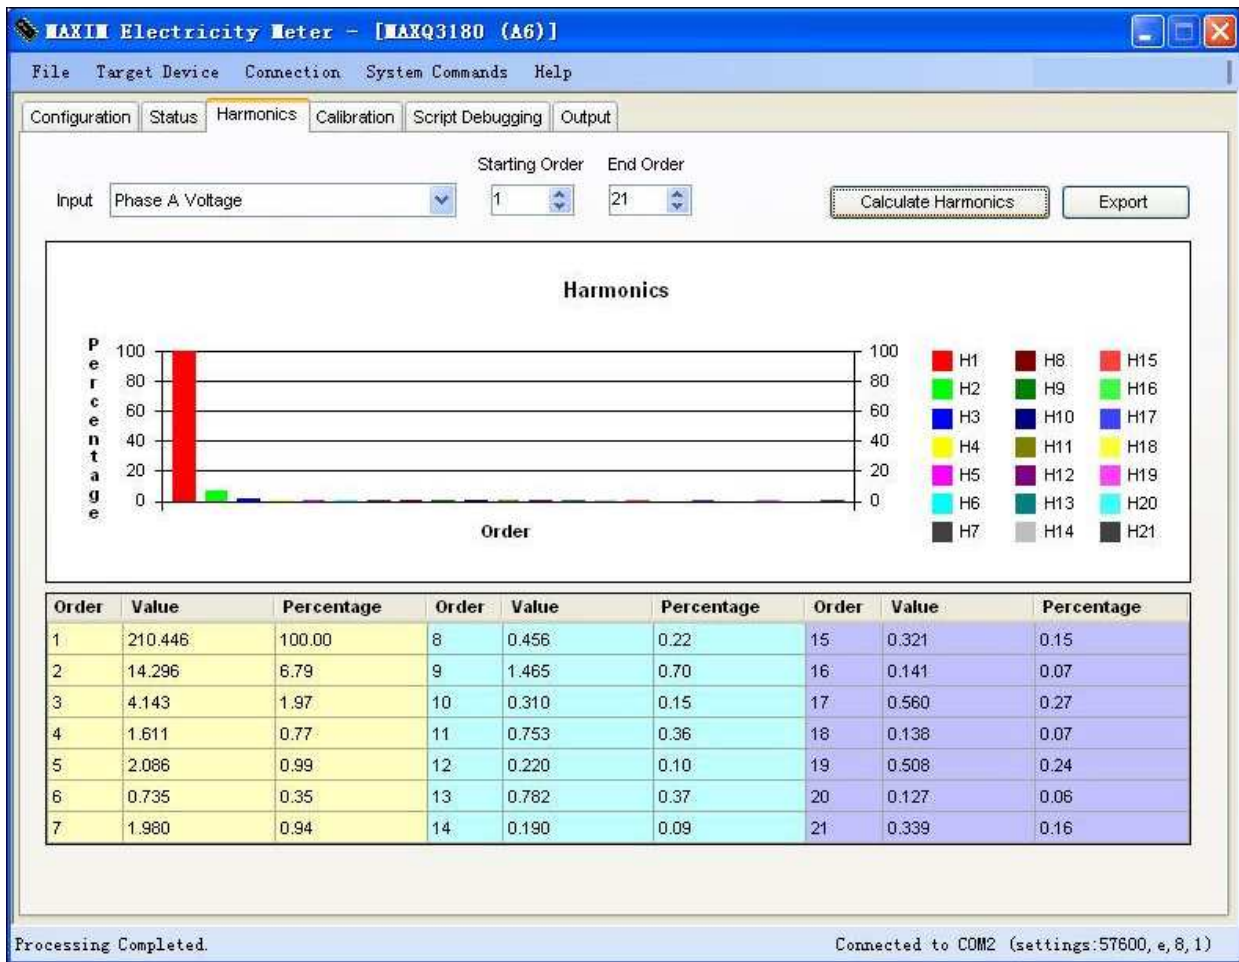 MAXIM Electricity Meter - [MAXQ3180 (A6)]
File Target Device Connection System Commands Help
Configuration Status Harmonics Calibration Script Debugging Output
Starting Order End Order
Input Phase A Voltage 1 21 Calculate Harmonics Export
Harmonics
Percentage
100 100
80 80
60 60
40 40
20 20
0 0
Order
H1 H8 H15
H2 H9 H16
H3 H10 H17
H4 H11 H18
H5 H12 H19
H6 H13 H20
H7 H14 H21
Order Value Percentage Order Value Percentage Order Value Percentage
1 210.446 100.00 8 0.456 0.22 15 0.321 0.15
2 14.296 6.79 9 1.465 0.70 16 0.141 0.07
3 4.143 1.97 10 0.310 0.15 17 0.560 0.27
4 1.611 0.77 11 0.753 0.36 18 0.138 0.07
5 2.086 0.99 12 0.220 0.10 19 0.508 0.24
6 0.735 0.35 13 0.782 0.37 20 0.127 0.06
7 1.980 0.94 14 0.190 0.09 21 0.339 0.16
Processing Completed. Connected to COM2 (settings:57600,e,8,1)